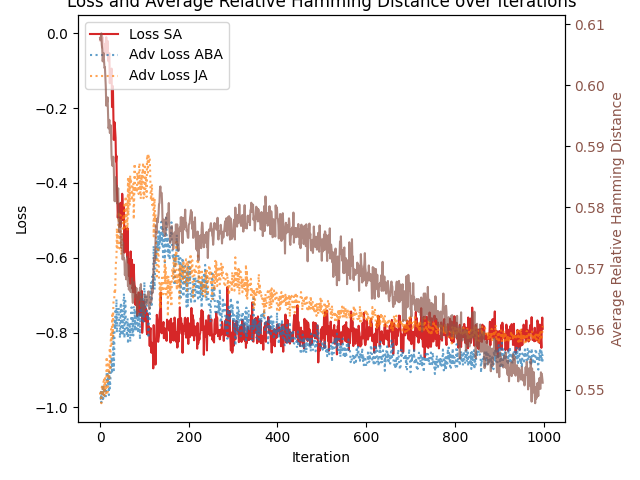 Loss and Average Relative Hamming Distance over Iterations
Loss SA
Adv Loss ABA
Adv Loss JA
0.0
−0.2
−0.4
−0.6
−0.8
−1.0
Loss
0 200 400 600 800 1000
Iteration
0.61
0.60
0.59
0.58
0.57
0.56
0.55
Average Relative Hamming Distance